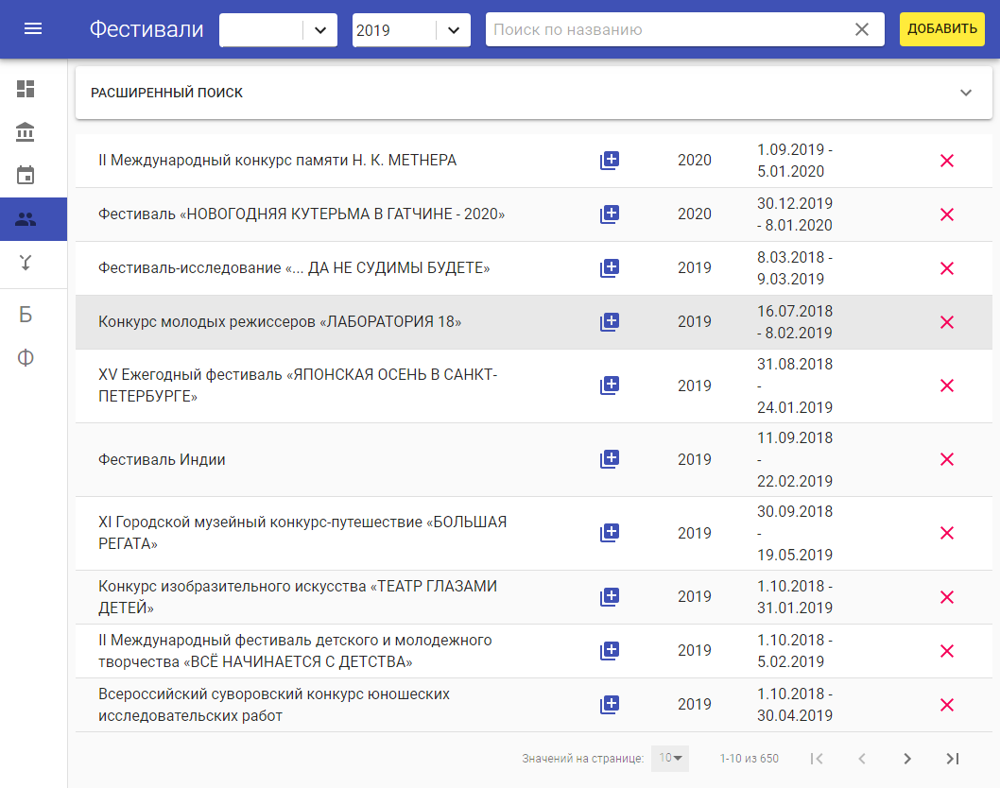 Фестивали
2019
Поиск по названию
ДОБАВИТЬ
РАСШИРЕННЫЙ ПОИСК
II Международный конкурс памяти Н. К. МЕТНЕРА
2020
1.09.2019 -
5.01.2020
Фестиваль «НОВОГОДНЯЯ КУТЕРЬМА В ГАТЧИНЕ - 2020»
2020
30.12.2019
- 8.01.2020
Фестиваль-исследование «... ДА НЕ СУДИМЫ БУДЕТЕ»
2019
8.03.2018 -
9.03.2019
Конкурс молодых режиссеров «ЛАБОРАТОРИЯ 18»
2019
16.07.2018
- 8.02.2019
XV Ежегодный фестиваль «ЯПОНСКАЯ ОСЕНЬ В САНКТ-
ПЕТЕРБУРГЕ»
2019
31.08.2018
-
24.01.2019
Фестиваль Индии
2019
11.09.2018
-
22.02.2019
XI Городской музейный конкурс-путешествие «БОЛЬШАЯ
РЕГАТА»
2019
30.09.2018
-
19.05.2019
Конкурс изобразительного искусства «ТЕАТР ГЛАЗАМИ
ДЕТЕЙ»
2019
1.10.2018 -
31.01.2019
II Международный фестиваль детского и молодежного
творчества «ВСЁ НАЧИНАЕТСЯ С ДЕТСТВА»
2019
1.10.2018 -
5.02.2019
Всероссийский суворовский конкурс юношеских
исследовательских работ
2019
1.10.2018 -
30.04.2019
Б
Ф
Значений на странице:
10
1-10 из 650